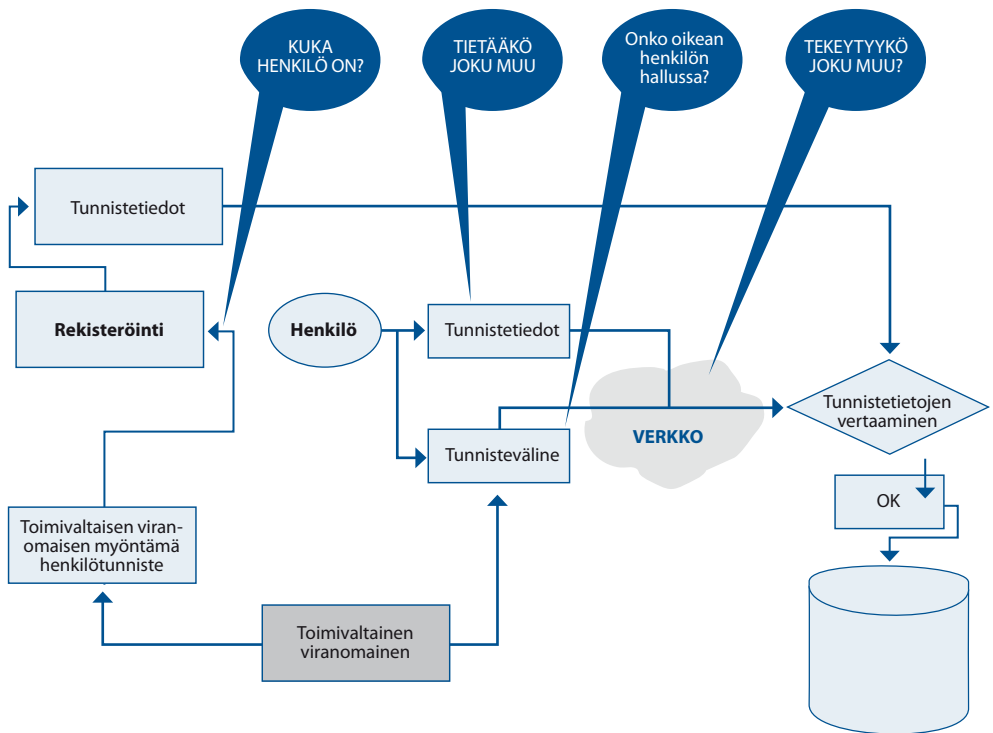 KUKA
HENKILÖ ON?
TIETÄÄKÖ
JOKU MUU
Onko oikean
henkilön
hallussa?
TEKEYTYYKÖ
JOKU MUU?
Tunnistetiedot
Rekisteröinti
Henkilö
Tunnistetiedot
Tunnistetietojen
vertaaminen
VERKKO
Tunnisteväline
OK
Toimivaltaisen viran-
omaisen myöntämä
henkilötunniste
Toimivaltainen
viranomainen